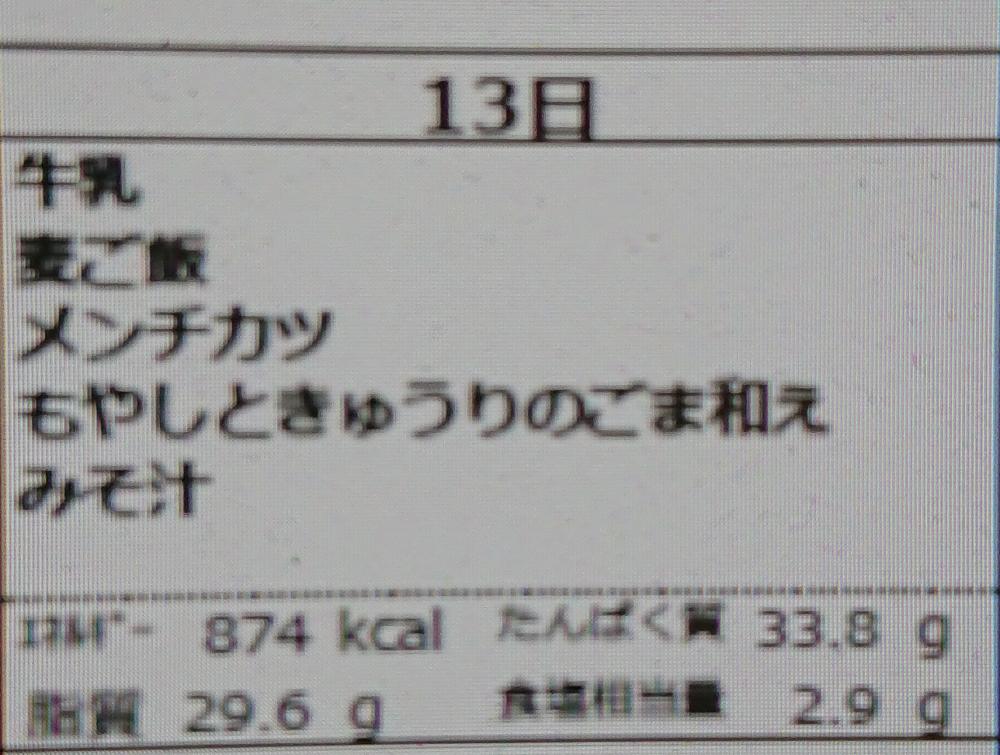 13日
牛乳
麦ご飯
メンチカツ
もやしときゅうりのごま和え
みそ汁
ｴﾈﾙｷﾞｰ 874 kcal たんぱく質 33.8 g
脂質 29.6 g 食塩相当量 2.9 g